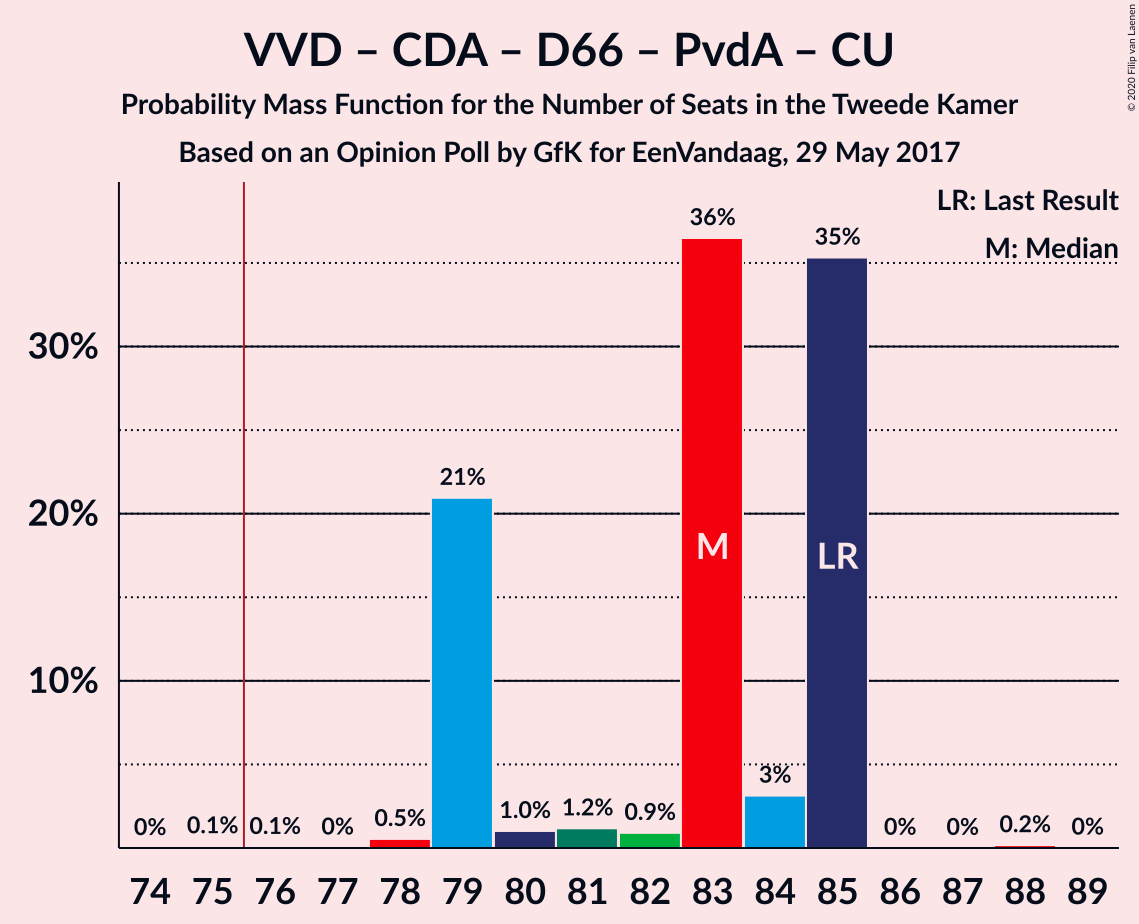 VVD – CDA – D66 – PvdA – CU
Probability Mass Function for the Number of Seats in the Tweede Kamer
Based on an Opinion Poll by GfK for EenVandaag, 29 May 2017
© 2020 Filip van Laenen
LR: Last Result
M: Median
30%
20%
10%
0%
0.1%
0.1%
0%
0.5%
21%
1.0%
1.2%
0.9%
36%
M
3%
35%
LR
0%
0%
0.2%
0%
74 75 76 77 78 79 80 81 82 83 84 85 86 87 88 89